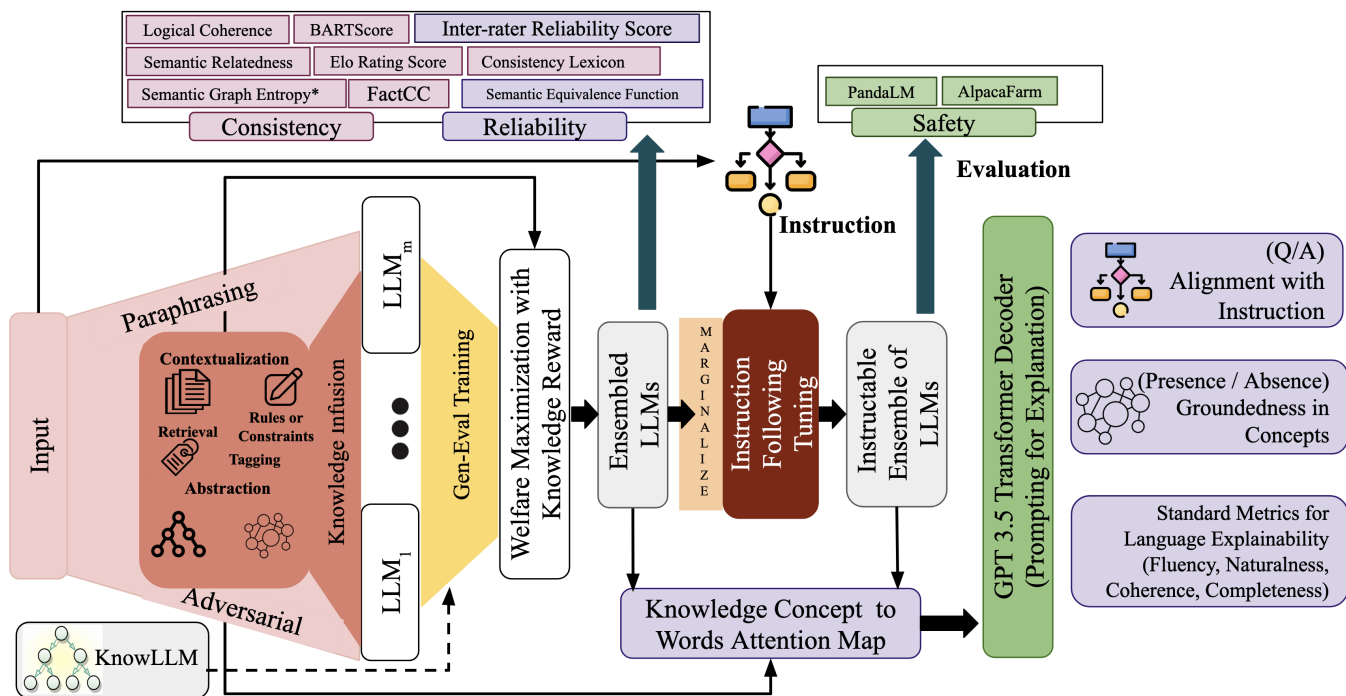 Logical Coherence
BARTScore
Inter-rater Reliability Score
Semantic Relatedness
Elo Rating Score
Consistency Lexicon
Semantic Graph Entropy*
FactCC
Semantic Equivalence Function
Consistency
Reliability
PandaLM
AlpacaFarm
Safety
Evaluation
Instruction
Input
Paraphrasing
Contextualization
Rules or
Constraints
Retrieval
Tagging
Abstraction
Adversarial
Knowledge Infusion
LLMm
LLM1
Gen-Eval Training
Welfare Maximization with
Knowledge Reward
Ensembled
LLMs
MARGINALIZE
Instruction
Following
Tuning
Instructable
Ensemble of
LLMs
GPT 3.5 Transformer Decoder
(Prompting for Explanation)
(Q/A)
Alignment with
Instruction
(Presence / Absence)
Groundedness in
Concepts
Standard Metrics for
Language Explainability
(Fluency, Naturalness,
Coherence, Completeness)
Knowledge Concept to
Words Attention Map
KnowLLM